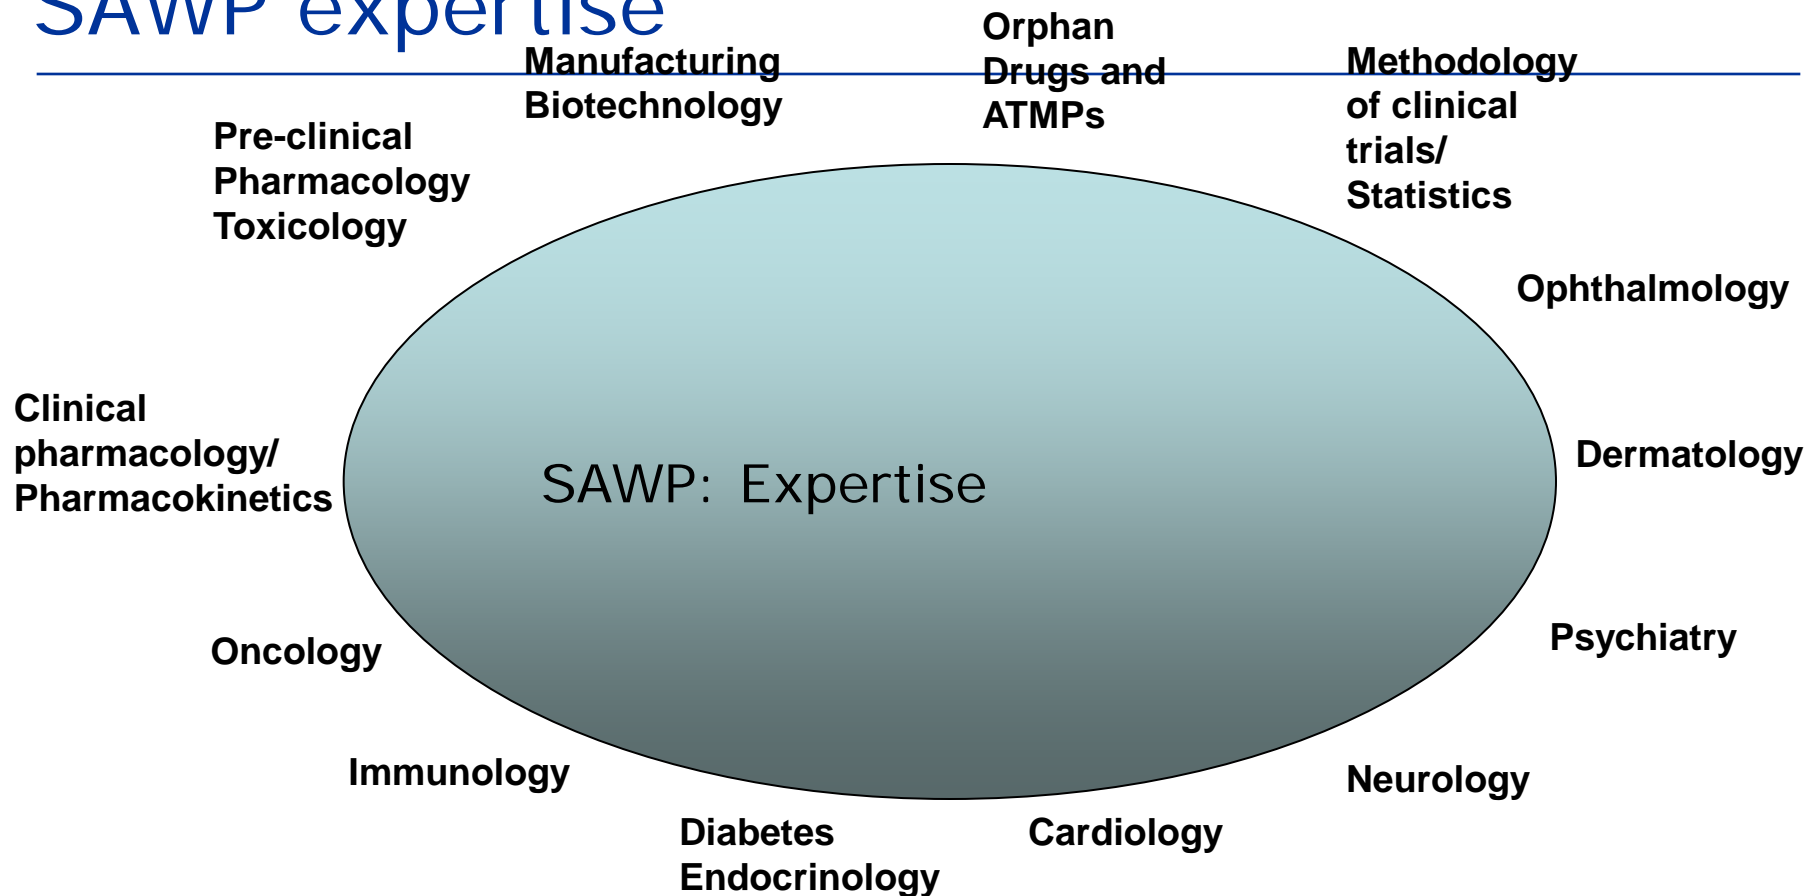 SAWP expertise
Manufacturing
Biotechnology
Orphan
Drugs and
ATMPs
Methodology
of clinical
trials/
Statistics
Pre-clinical
Pharmacology
Toxicology
Ophthalmology
Clinical
pharmacology/
Pharmacokinetics
Dermatology
SAWP: Expertise
Oncology
Psychiatry
Immunology
Neurology
Diabetes
Endocrinology
Cardiology